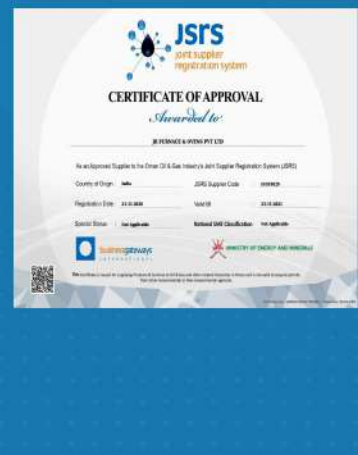 JSRS
joint supplier
registration system
CERTIFICATE OF APPROVAL
Awarded to
JR FURNACE & OVENS PVT LTD
As an Approved Supplier to the Oman Oil & Gas Industry's Joint Supplier Registration System (JSRS)
Country of Origin : India JSRS Supplier Code :
Registration Date : Valid till :
Special Status : Not Applicable National SME Classification : Not Applicable
businessgateways
INTERNATIONAL
MINISTRY OF ENERGY AND MINERALS